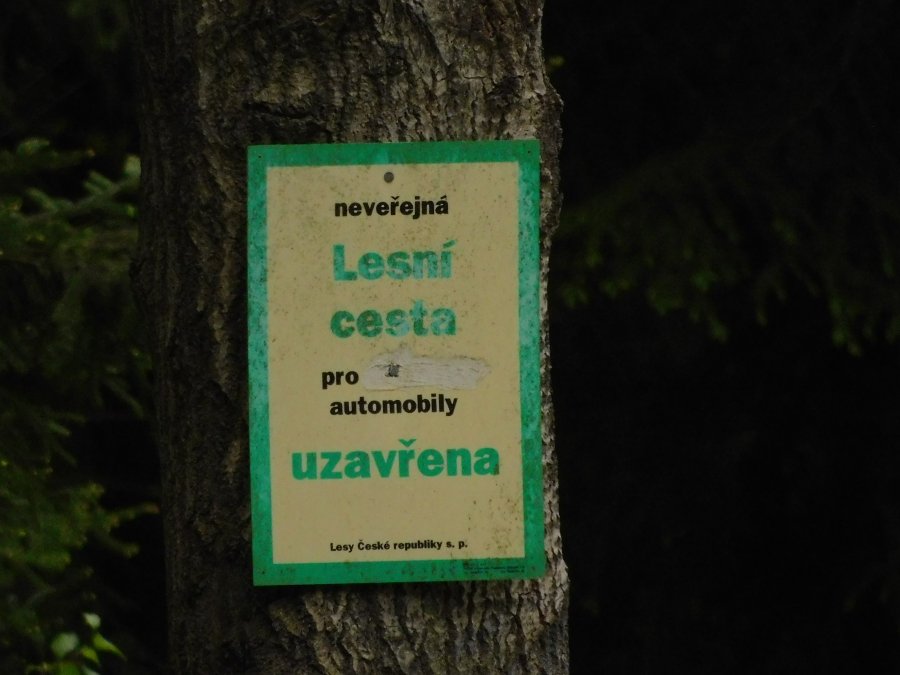 neveřejná
Lesní
cesta
pro
automobily
uzavřena
Lesy České republiky s. p.